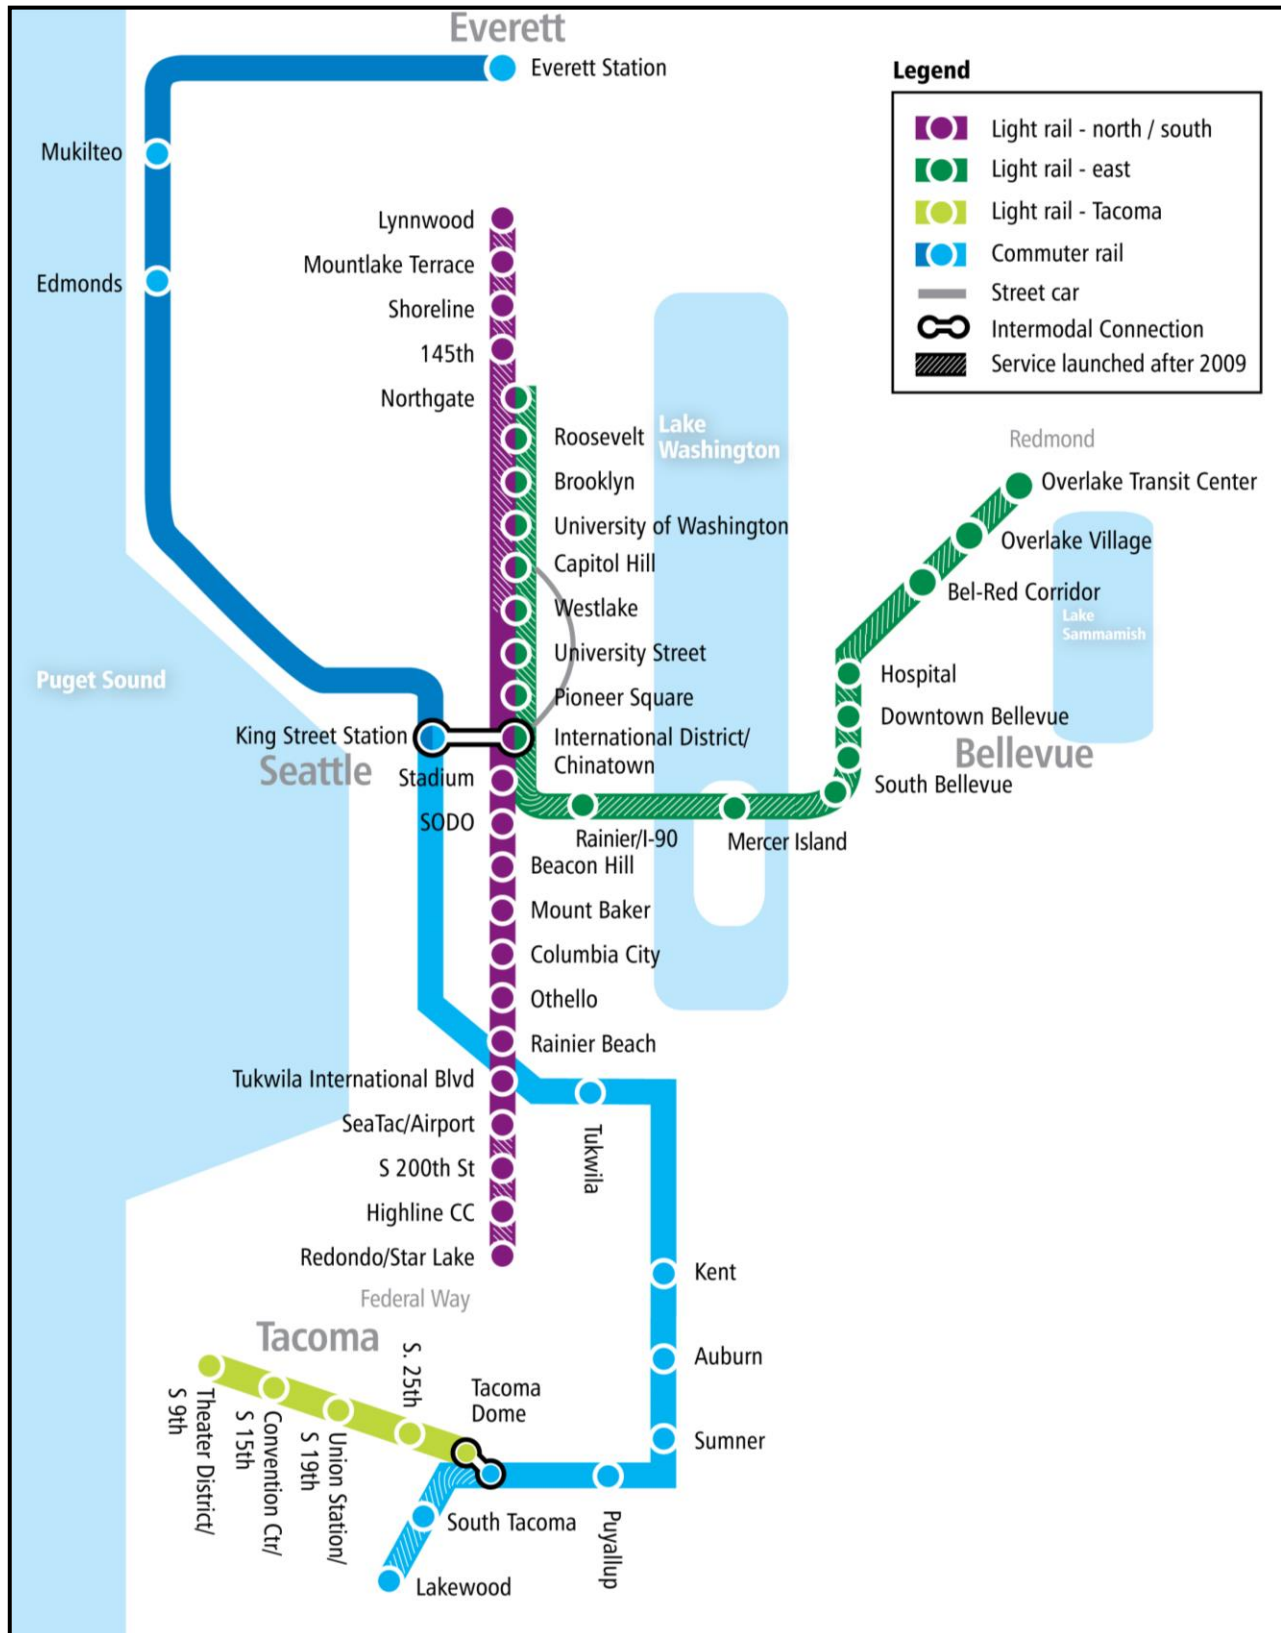 Everett
Everett Station
Legend
Light rail - north / south
Light rail - east
Light rail - Tacoma
Commuter rail
Street car
Intermodal Connection
Service launched after 2009
Mukilteo
Edmonds
Lynnwood
Mountlake Terrace
Shoreline
145th
Northgate
Roosevelt
Brooklyn
University of Washington
Capitol Hill
Westlake
University Street
Pioneer Square
International District/
Chinatown
Lake
Washington
Redmond
Overlake Transit Center
Overlake Village
Bel-Red Corridor
Lake
Sammamish
Hospital
Downtown Bellevue
Bellevue
South Bellevue
Rainier/I-90
Mercer Island
Puget Sound
King Street Station
Seattle
Stadium
SODO
Beacon Hill
Mount Baker
Columbia City
Othello
Rainier Beach
Tukwila International Blvd
SeaTac/Airport
S 200th St
Highline CC
Redondo/Star Lake
Federal Way
Tukwila
Kent
Auburn
Sumner
Puyallup
Tacoma
Theater District/
S 9th
Convention Ctr/
S 15th
Union Station/
S 19th
S. 25th
Tacoma
Dome
South Tacoma
Lakewood